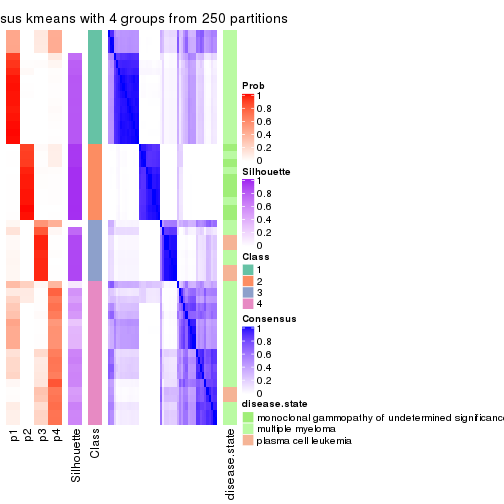 sus kmeans with 4 groups from 250 partitions
Prob
1
0.8
0.6
0.4
0.2
0
Silhouette
1
0.8
0.6
0.4
0.2
0
Class
1
2
3
4
Consensus
1
0.8
0.6
0.4
0.2
0
disease.state
monoclonal gammopathy of undetermined significance
multiple myeloma
plasma cell leukemia
p1
p2
p3
p4
Silhouette
Class
disease.state